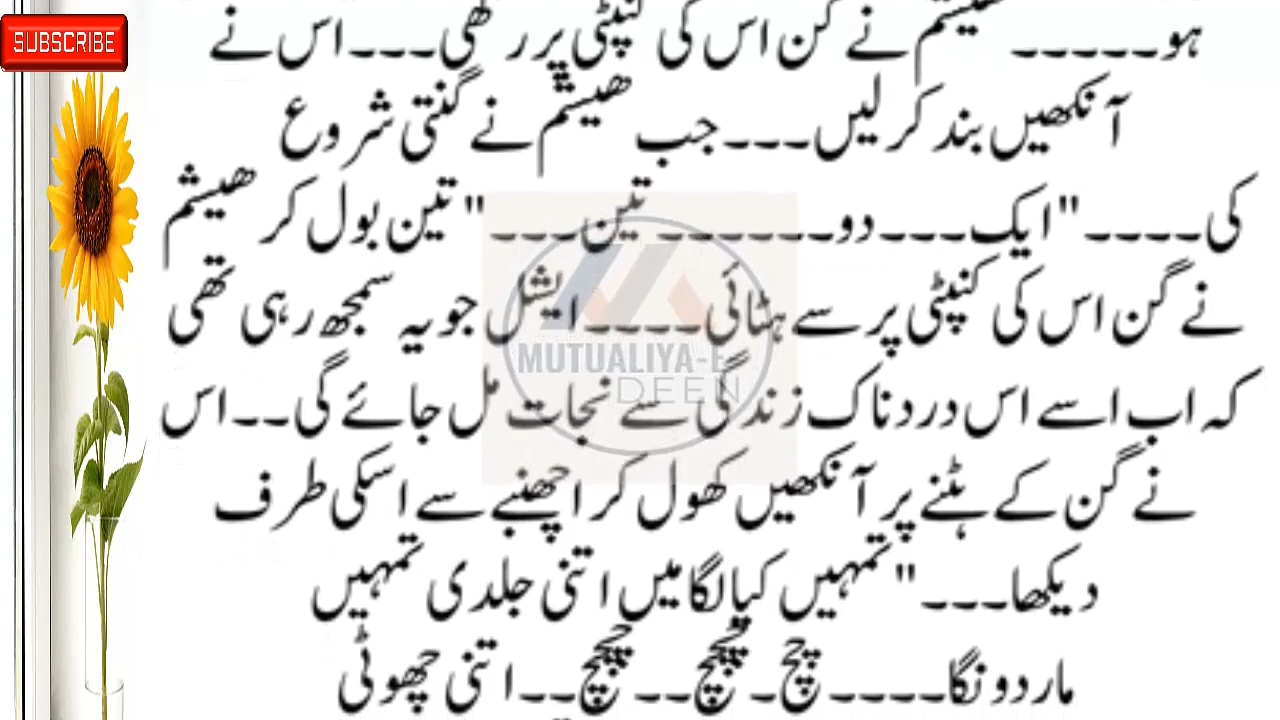 SUBSCRIBE
ہو۔۔۔۔۔ھیشم نے گن اس کی کنپٹی پر رکھی۔۔۔اس نے
آنکھیں بند کر لیں۔۔۔جب ھیشم نے گنتی شروع
کی۔۔۔۔"ایک۔۔۔دو۔۔۔۔۔۔تین۔۔۔"تین بول کر ھیشم
نے گن اس کی کنپٹی پر سے ہٹائی۔۔۔۔ایشل جو یہ سمجھ رہی تھی
کہ اب اسے اس دردناک زندگی سے نجات مل جائے گی۔۔اس
نے گن کے ہٹنے پر آنکھیں کھول کر اچھنبے سے اسکی طرف
دیکھا۔۔۔"تمہیں کیا لگا میں اتنی جلدی تمہیں
مار دونگا۔۔۔۔چچ۔چچچ۔۔چچچ۔۔اتنی چھوٹی
MUTUALIYA-E
DEEN